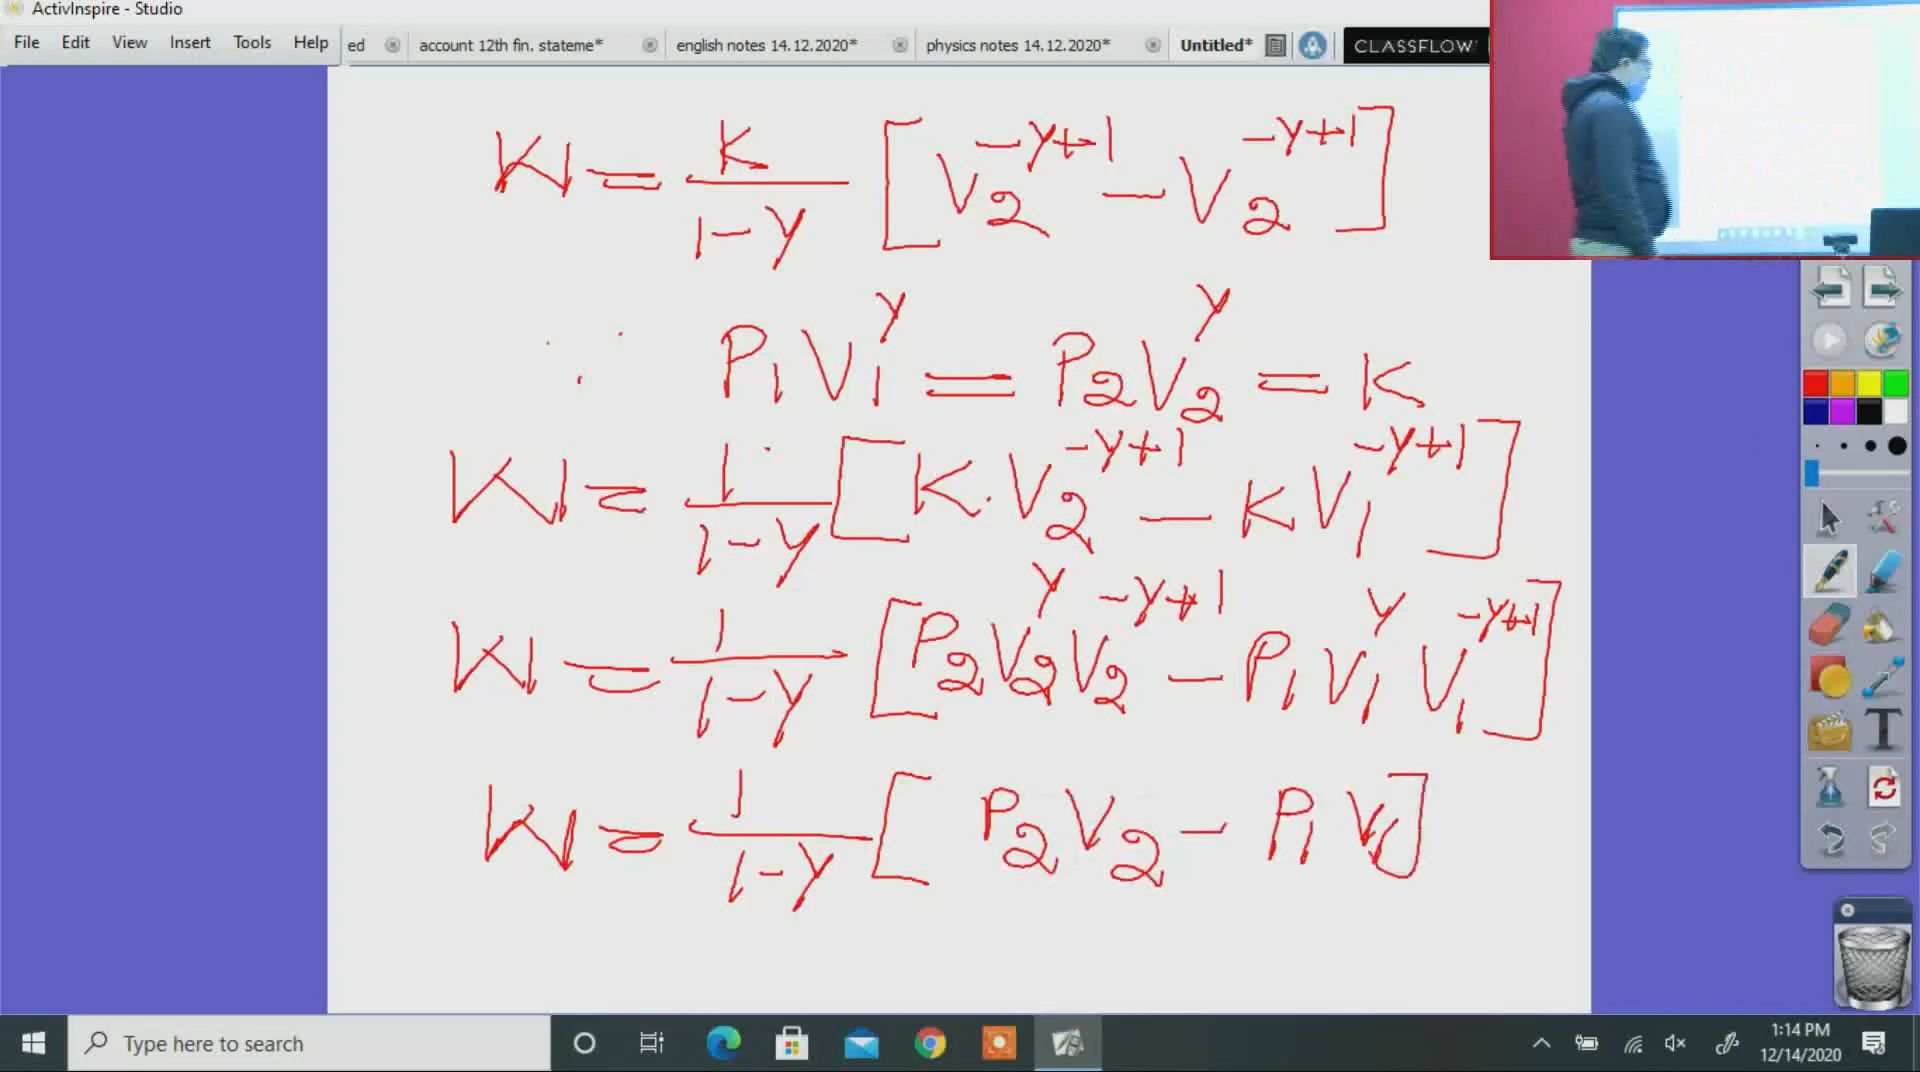 ActivInspire - Studio
File Edit View Insert Tools Help ed account 12th fin. stateme* english notes 14.12.2020* physics notes 14.12.2020* Untitled* CLASSFLOW
W = K / 1-γ [V₂^-γ+1 - V₂^-γ+1]
P₁V₁^γ = P₂V₂^γ = K
W = 1 / 1-γ [K.V₂^-γ+1 - KV₁^-γ+1]
W = 1 / 1-γ [P₂V₂^γ V₂^-γ+1 - P₁V₁^γ V₁^-γ+1]
W = 1 / 1-γ [P₂V₂ - P₁V₁]
T
Type here to search
1:14 PM
12/14/2020